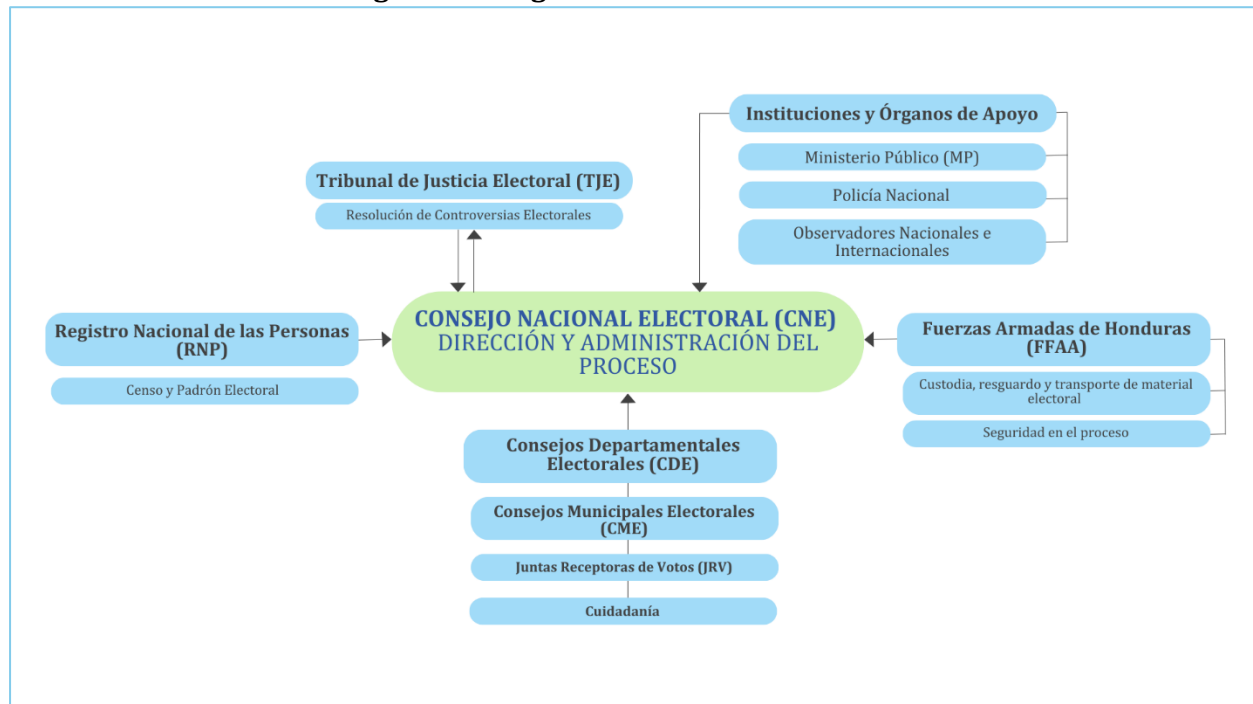 Instituciones y Órganos de Apoyo
Ministerio Público (MP)
Policía Nacional
Observadores Nacionales e
Internacionales
Tribunal de Justicia Electoral (TJE)
Resolución de Controversias Electorales
CONSEJO NACIONAL ELECTORAL (CNE)
DIRECCIÓN Y ADMINISTRACIÓN DEL
PROCESO
Registro Nacional de las Personas
(RNP)
Censo y Padrón Electoral
Fuerzas Armadas de Honduras
(FFAA)
Custodia, resguardo y transporte de material
electoral
Seguridad en el proceso
Consejos Departamentales
Electorales (CDE)
Consejos Municipales Electorales
(CME)
Juntas Receptoras de Votos (JRV)
Cuidadanía